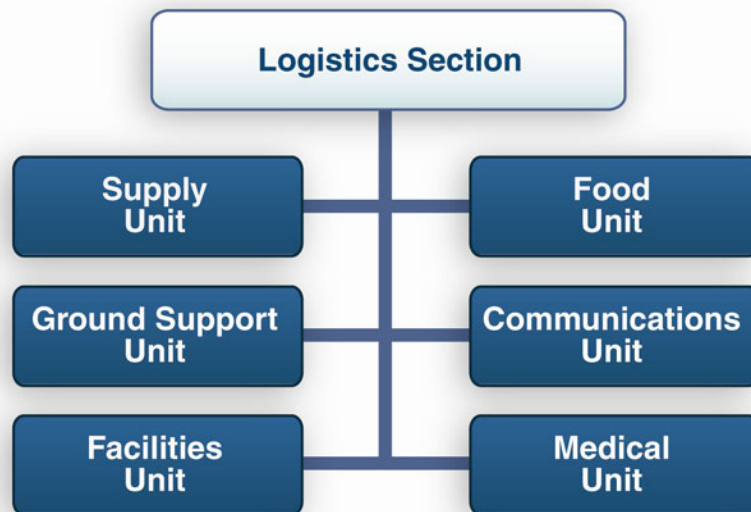 Logistics Section
Supply
Unit
Food
Unit
Ground Support
Unit
Communications
Unit
Facilities
Unit
Medical
Unit